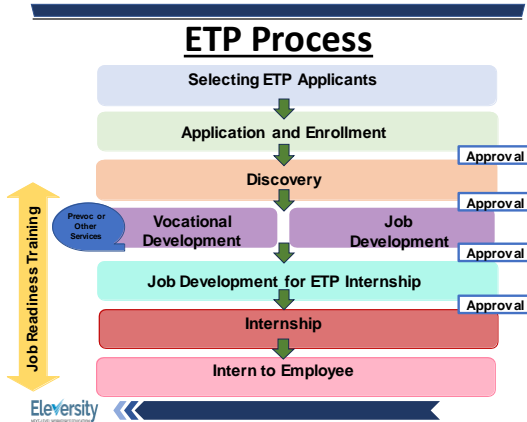 ETP Process
Selecting ETP Applicants
Application and Enrollment
Approval
Discovery
Approval
Prevoc or
Other
Services
Vocational
Development
Job
Development
Approval
Job Development for ETP Internship
Approval
Internship
Intern to Employee
Job Readiness Training
Eleversity